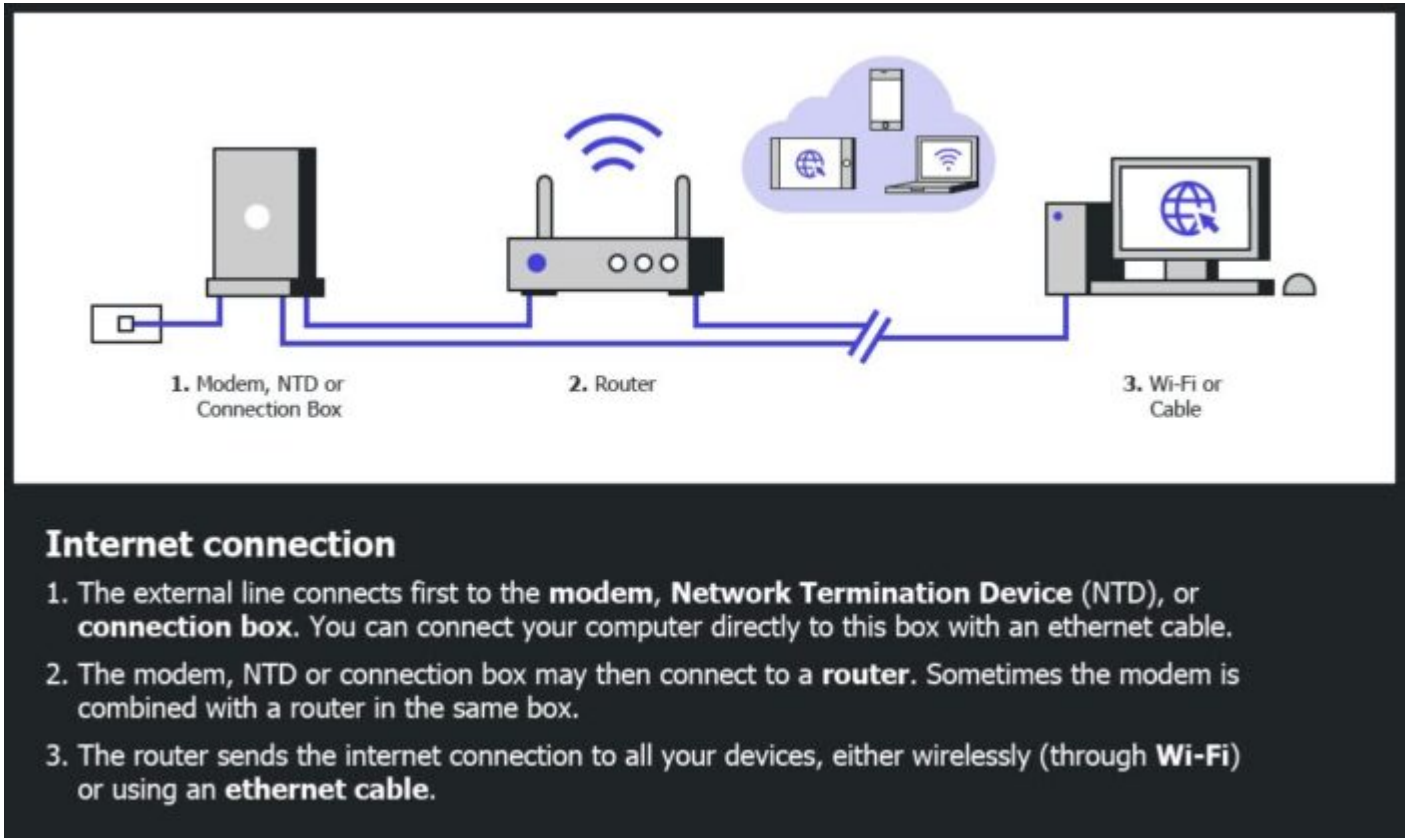 1. Modem, NTD or
Connection Box
2. Router
3. Wi-Fi or
Cable
Internet connection
1. The external line connects first to the modem, Network Termination Device (NTD), or
connection box. You can connect your computer directly to this box with an ethernet cable.
2. The modem, NTD or connection box may then connect to a router. Sometimes the modem is
combined with a router in the same box.
3. The router sends the internet connection to all your devices, either wirelessly (through Wi-Fi)
or using an ethernet cable.